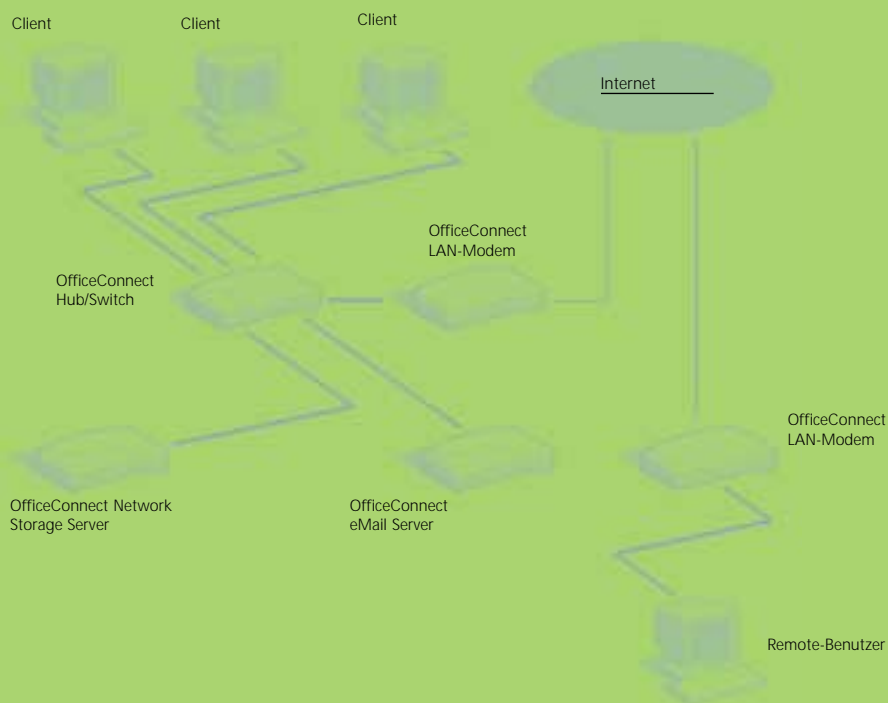 Client
Client
Client
Internet
OfficeConnect
LAN-Modem
OfficeConnect
Hub/Switch
OfficeConnect
LAN-Modem
OfficeConnect Network
Storage Server
OfficeConnect
eMail Server
Remote-Benutzer